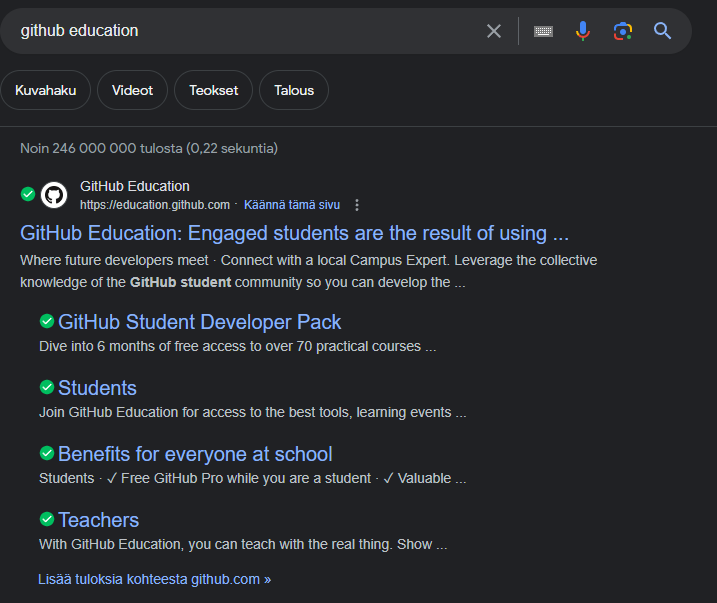 github education
Kuvahaku Videot Teokset Talous
Noin 246 000 000 tulosta (0,22 sekuntia)
GitHub Education
https://education.github.com · Käännä tämä sivu
GitHub Education: Engaged students are the result of using ...
Where future developers meet · Connect with a local Campus Expert. Leverage the collective
knowledge of the GitHub student community so you can develop the ...
GitHub Student Developer Pack
Dive into 6 months of free access to over 70 practical courses ...
Students
Join GitHub Education for access to the best tools, learning events ...
Benefits for everyone at school
Students · ✓ Free GitHub Pro while you are a student · ✓ Valuable ...
Teachers
With GitHub Education, you can teach with the real thing. Show ...
Lisää tuloksia kohteesta github.com »